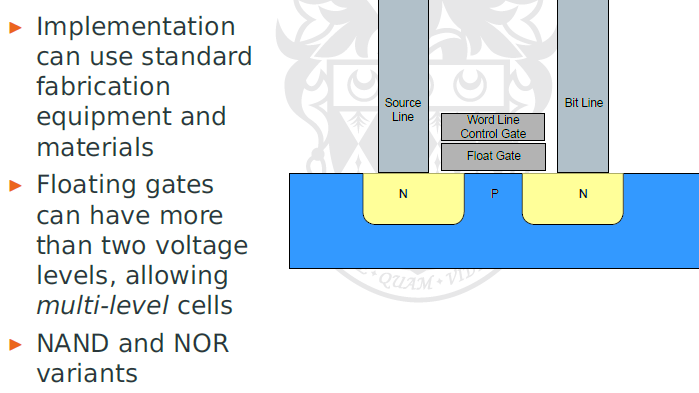 ► Implementation
can use standard
fabrication
equipment and
materials
► Floating gates
can have more
than two voltage
levels, allowing
multi-level cells
► NAND and NOR
variants
Source
Line
Word Line
Control Gate
Float Gate
Bit Line
N
P
N
QUAM